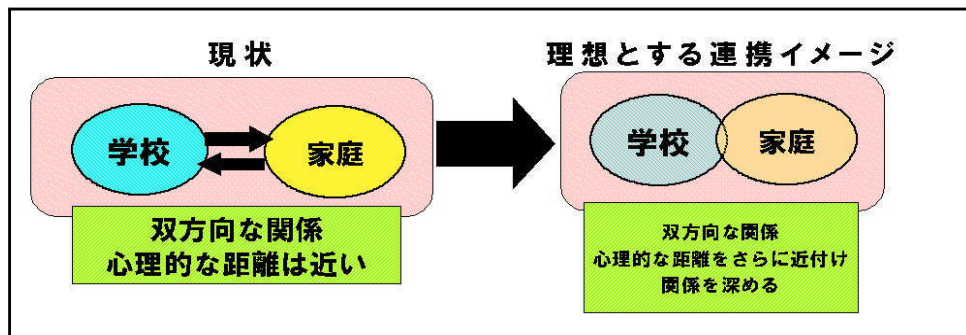 現状
学校
家庭
双方向な関係
心理的な距離は近い
理想とする連携イメージ
学校
家庭
双方向な関係
心理的な距離をさらに近付け
関係を深める